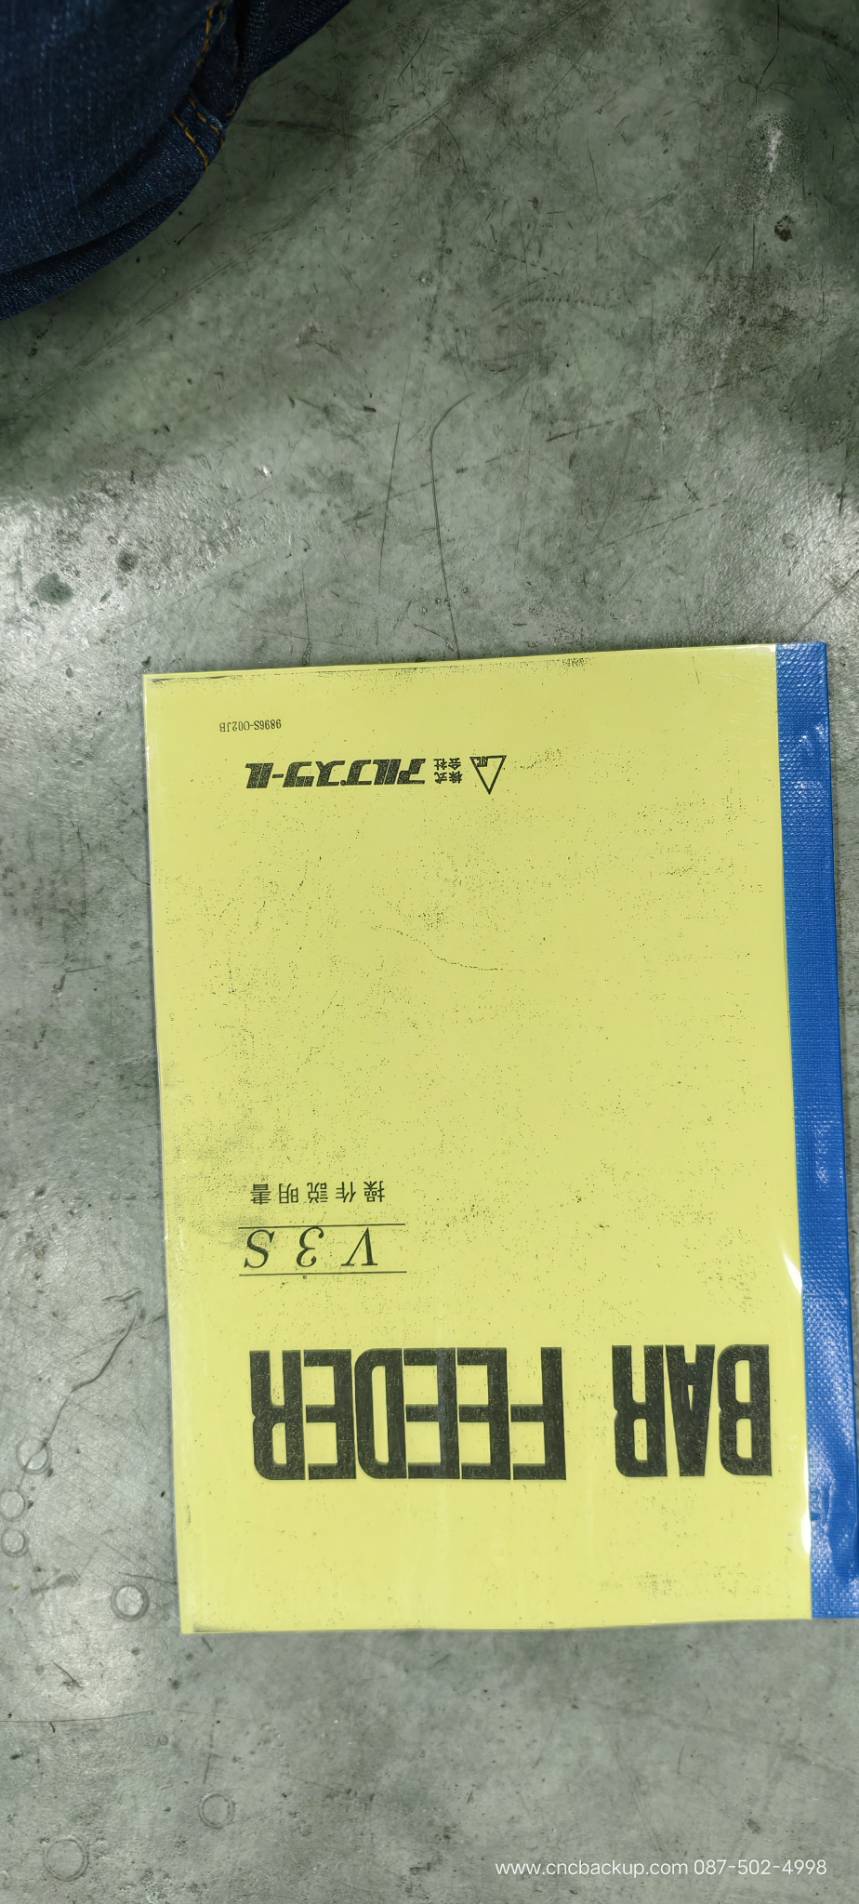 BAR FEEDER
V3S
操作説明書
株式会社 アルプスツール
9896S-002JB
www.cncbackup.com 087-502-4998